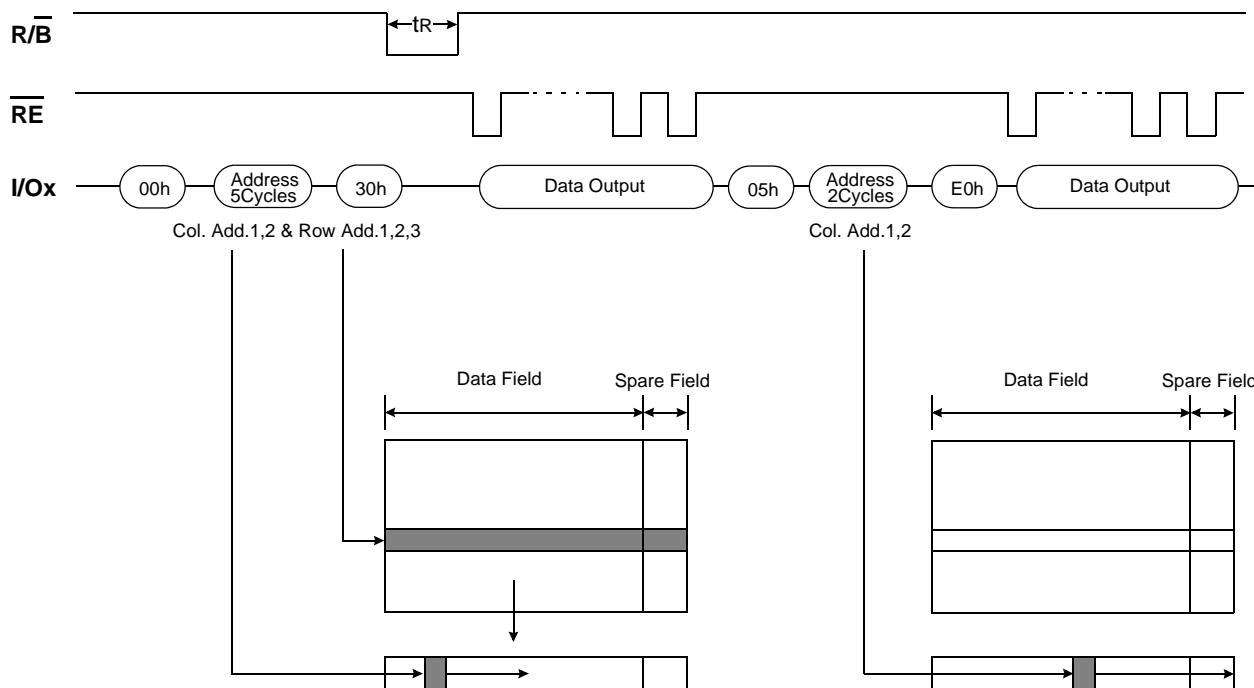 R/B
tR
RE
I/Ox
00h
Address
5Cycles
30h
Data Output
05h
Address
2Cycles
E0h
Data Output
Col. Add.1,2 & Row Add.1,2,3
Col. Add.1,2
Data Field
Spare Field
Data Field
Spare Field